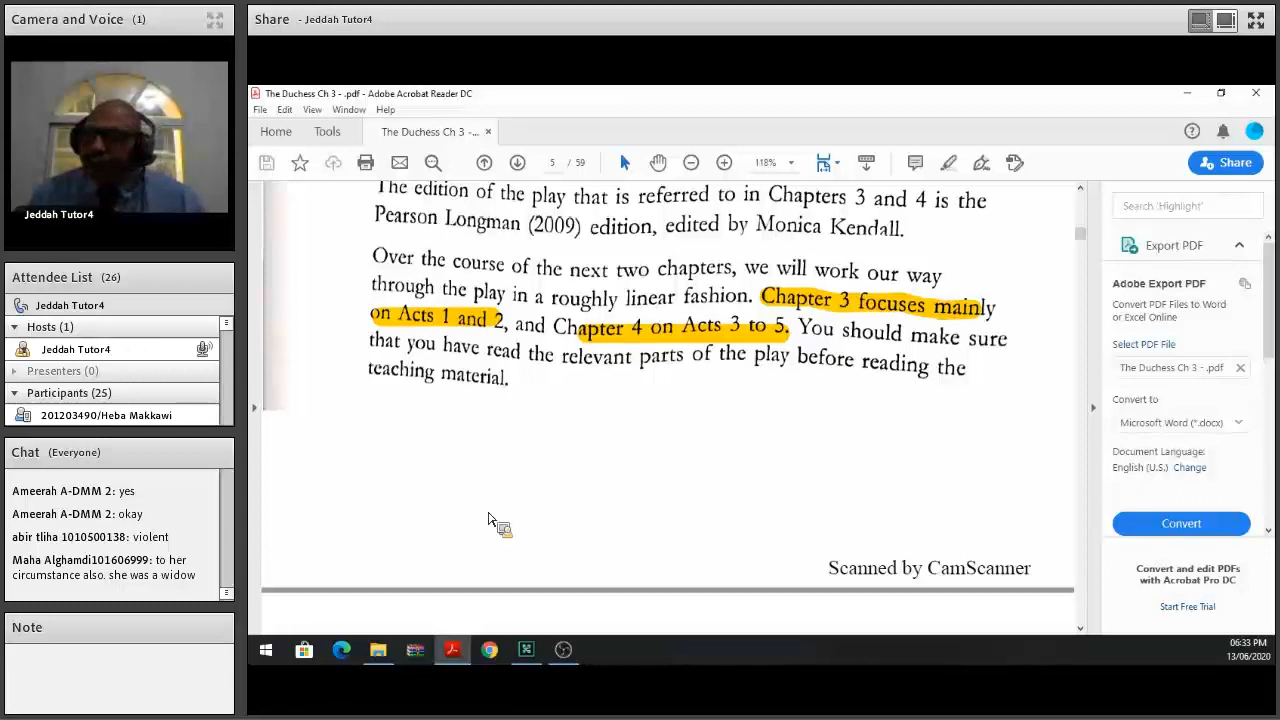 Camera and Voice (1)
Jeddah Tutor4
Attendee List (26)
Jeddah Tutor4
Hosts (1)
Jeddah Tutor4
Presenters (0)
Participants (25)
201203490/Heba Makkawi
Chat (Everyone)
Ameerah A-DMM 2: yes
Ameerah A-DMM 2: okay
abir tliha 1010500138: violent
Maha Alghamdi101606999: to her
circumstance also. she was a widow
Note
Share - Jeddah Tutor4
The Duchess Ch 3 - .pdf - Adobe Acrobat Reader DC
File Edit View Window Help
Home Tools The Duchess Ch 3 -... ×
5 / 59 118% Share
The edition of the play that is referred to in Chapters 3 and 4 is the
Pearson Longman (2009) edition, edited by Monica Kendall.
Over the course of the next two chapters, we will work our way
through the play in a roughly linear fashion. Chapter 3 focuses mainly
on Acts 1 and 2, and Chapter 4 on Acts 3 to 5. You should make sure
that you have read the relevant parts of the play before reading the
teaching material.
Scanned by CamScanner
Search 'Highlight'
Export PDF
Adobe Export PDF
Convert PDF Files to Word
or Excel Online
Select PDF File
The Duchess Ch 3 - .pdf
Convert to
Microsoft Word (*.docx)
Document Language:
English (U.S.) Change
Convert
Convert and edit PDFs
with Acrobat Pro DC
Start Free Trial
06:33 PM
13/06/2020